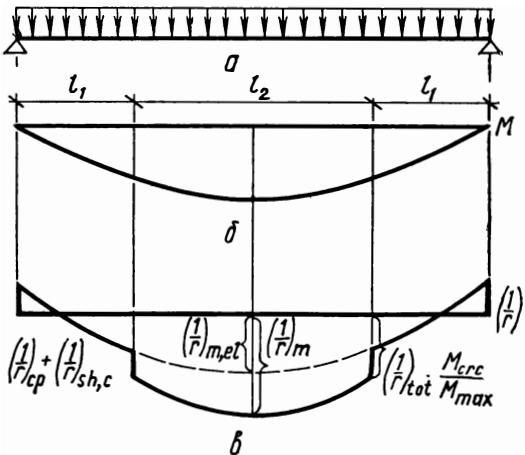 а
l₁ l₂ l₁
M
б
(1/r)
(1/r)m,el (1/r)m
(1/r)cp + (1/r)sh,c (1/r)tot · Mcrc/Mmax
в